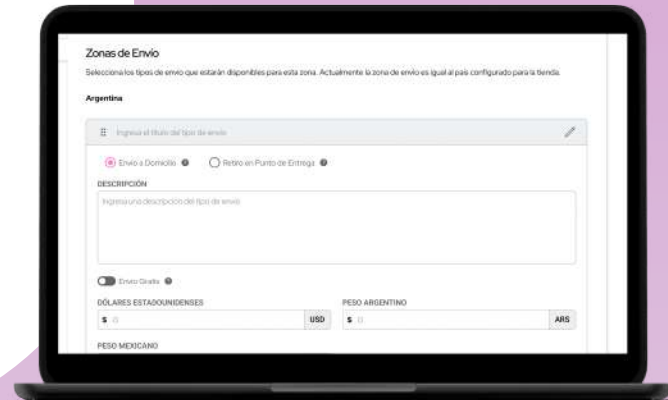 Zonas de Envío
Selecciona los tipos de envío que estarán disponibles para esta zona. Actualmente la zona de envío es igual al país configurado para la tienda.
Argentina
Ingresa el título del tipo de envío
Envío a Domicilio Retiro en Punto de Entrega
DESCRIPCIÓN
Ingresa una descripción del tipo de envío
Envío Gratis
DÓLARES ESTADOUNIDENSES PESO ARGENTINO
$ 0 USD $ 0 ARS
PESO MEXICANO